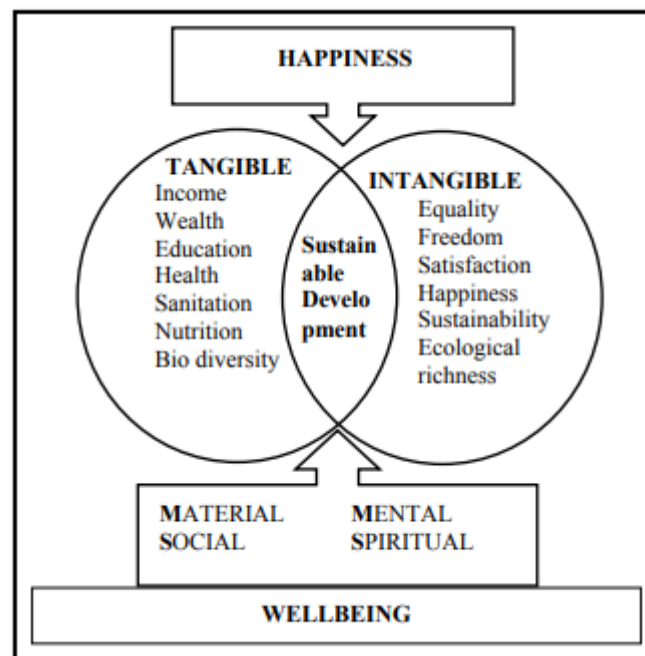 HAPPINESS
TANGIBLE
Income
Wealth
Education
Health
Sanitation
Nutrition
Bio diversity
Sustain
able
Develo
pment
INTANGIBLE
Equality
Freedom
Satisfaction
Happiness
Sustainability
Ecological
richness
MATERIAL MENTAL
SOCIAL SPIRITUAL
WELLBEING